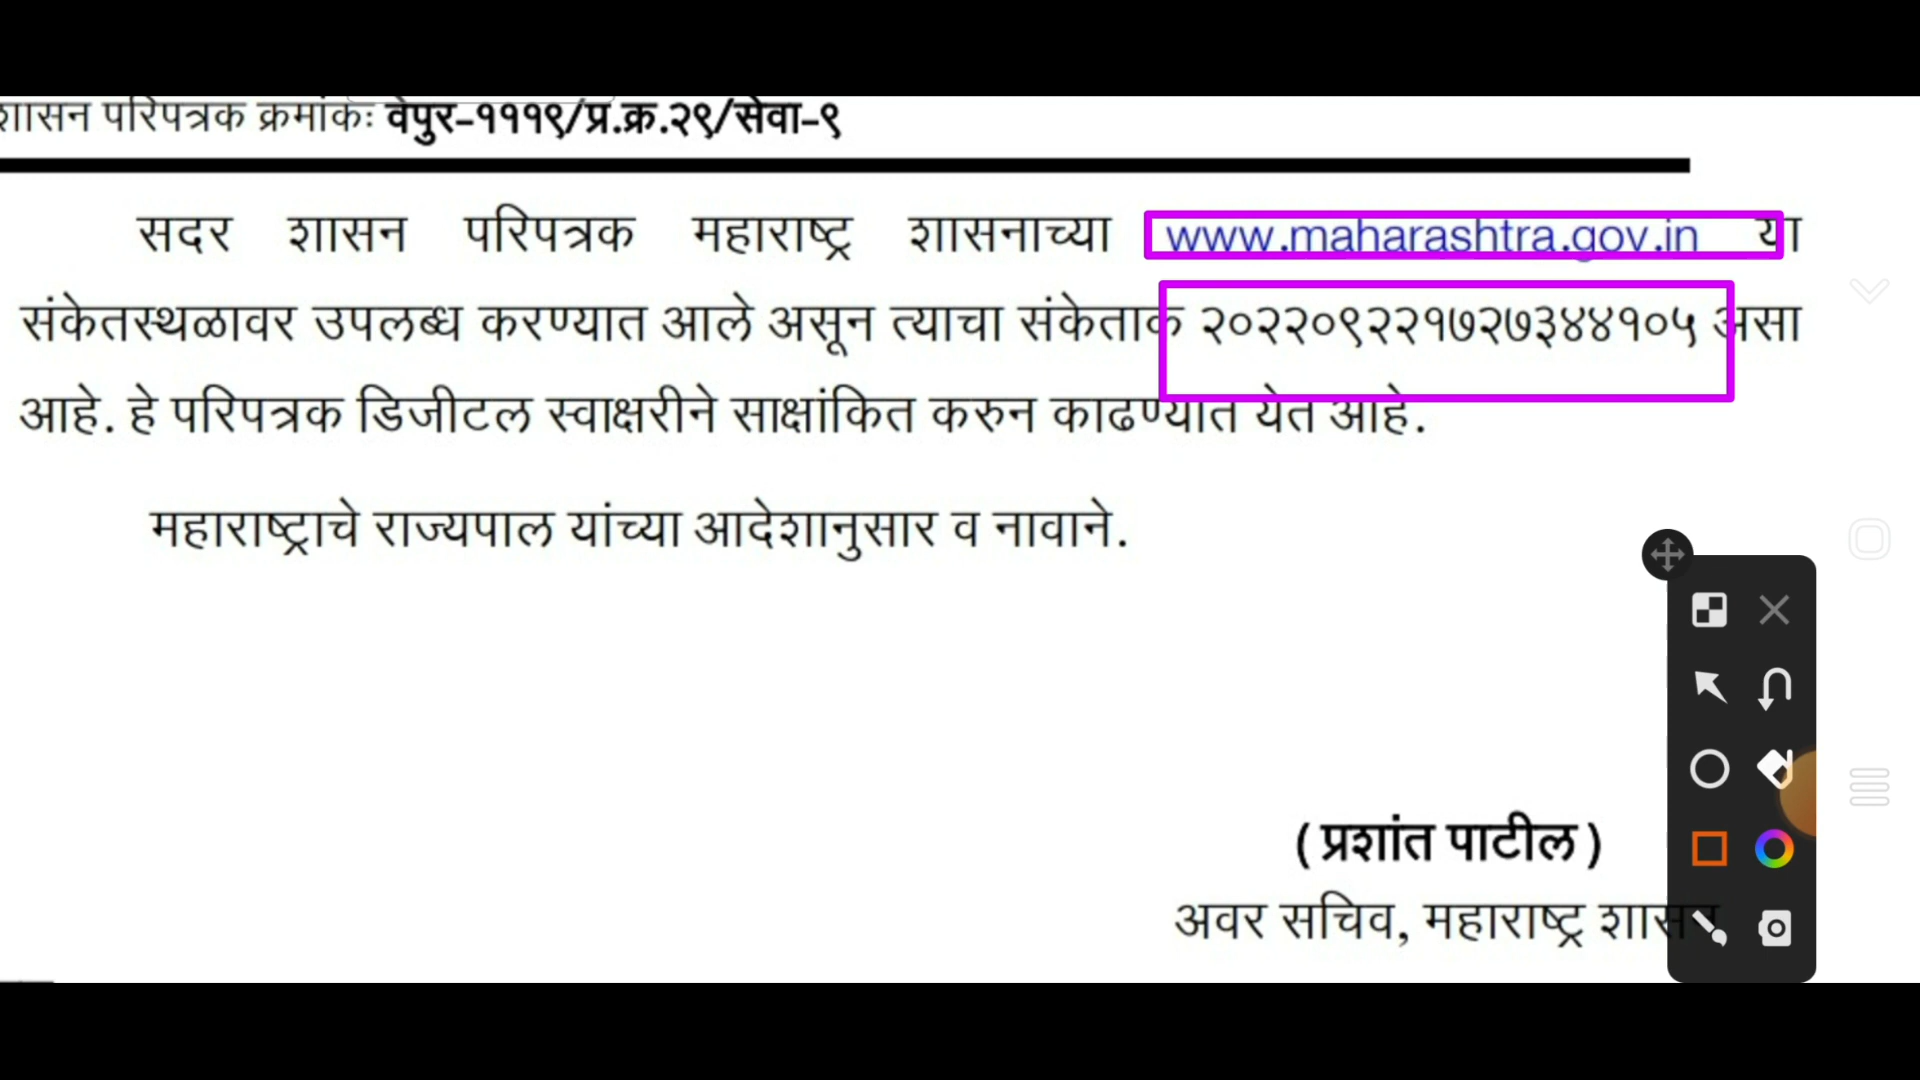 शासन परिपत्रक क्रमांकः वेपुर-१११९/प्र.क्र.२९/सेवा-९
सदर शासन परिपत्रक महाराष्ट्र शासनाच्या www.maharashtra.gov.in या
संकेतस्थळावर उपलब्ध करण्यात आले असून त्याचा संकेताक २०२२०९२२१७२७३४४१०५ असा
आहे. हे परिपत्रक डिजीटल स्वाक्षरीने साक्षांकित करुन काढण्यात येत आहे.
महाराष्ट्राचे राज्यपाल यांच्या आदेशानुसार व नावाने.
( प्रशांत पाटील )
अवर सचिव, महाराष्ट्र शासन